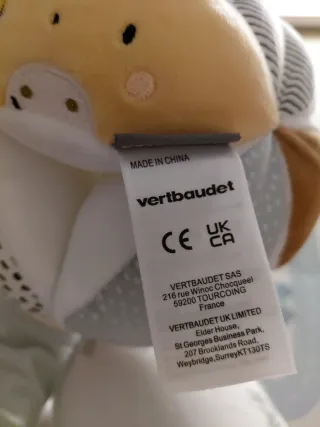 MADE IN CHINA
vertbaudet
CE UK
CA
VERTBAUDET SAS
216 rue Winoc Chocqueel
59200 TOURCOING
France
VERTBAUDET UK LIMITED
Elder House,
St Georges Business Park,
207 Brooklands Road,
Weybridge,SurreyKT130TS